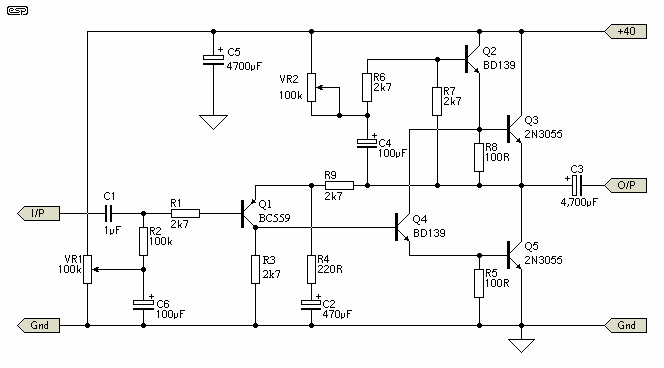 esp
+40
C5
4700µF
VR2
100k
R6
2k7
Q2
BD139
R7
2k7
Q3
2N3055
C4
100µF
R8
100R
C3
4,700µF
O/P
R9
2k7
I/P
C1
1µF
R1
2k7
Q1
BC559
Q4
BD139
R2
100k
VR1
100k
R3
2k7
R4
220R
Q5
2N3055
R5
100R
C6
100µF
C2
470µF
Gnd
Gnd